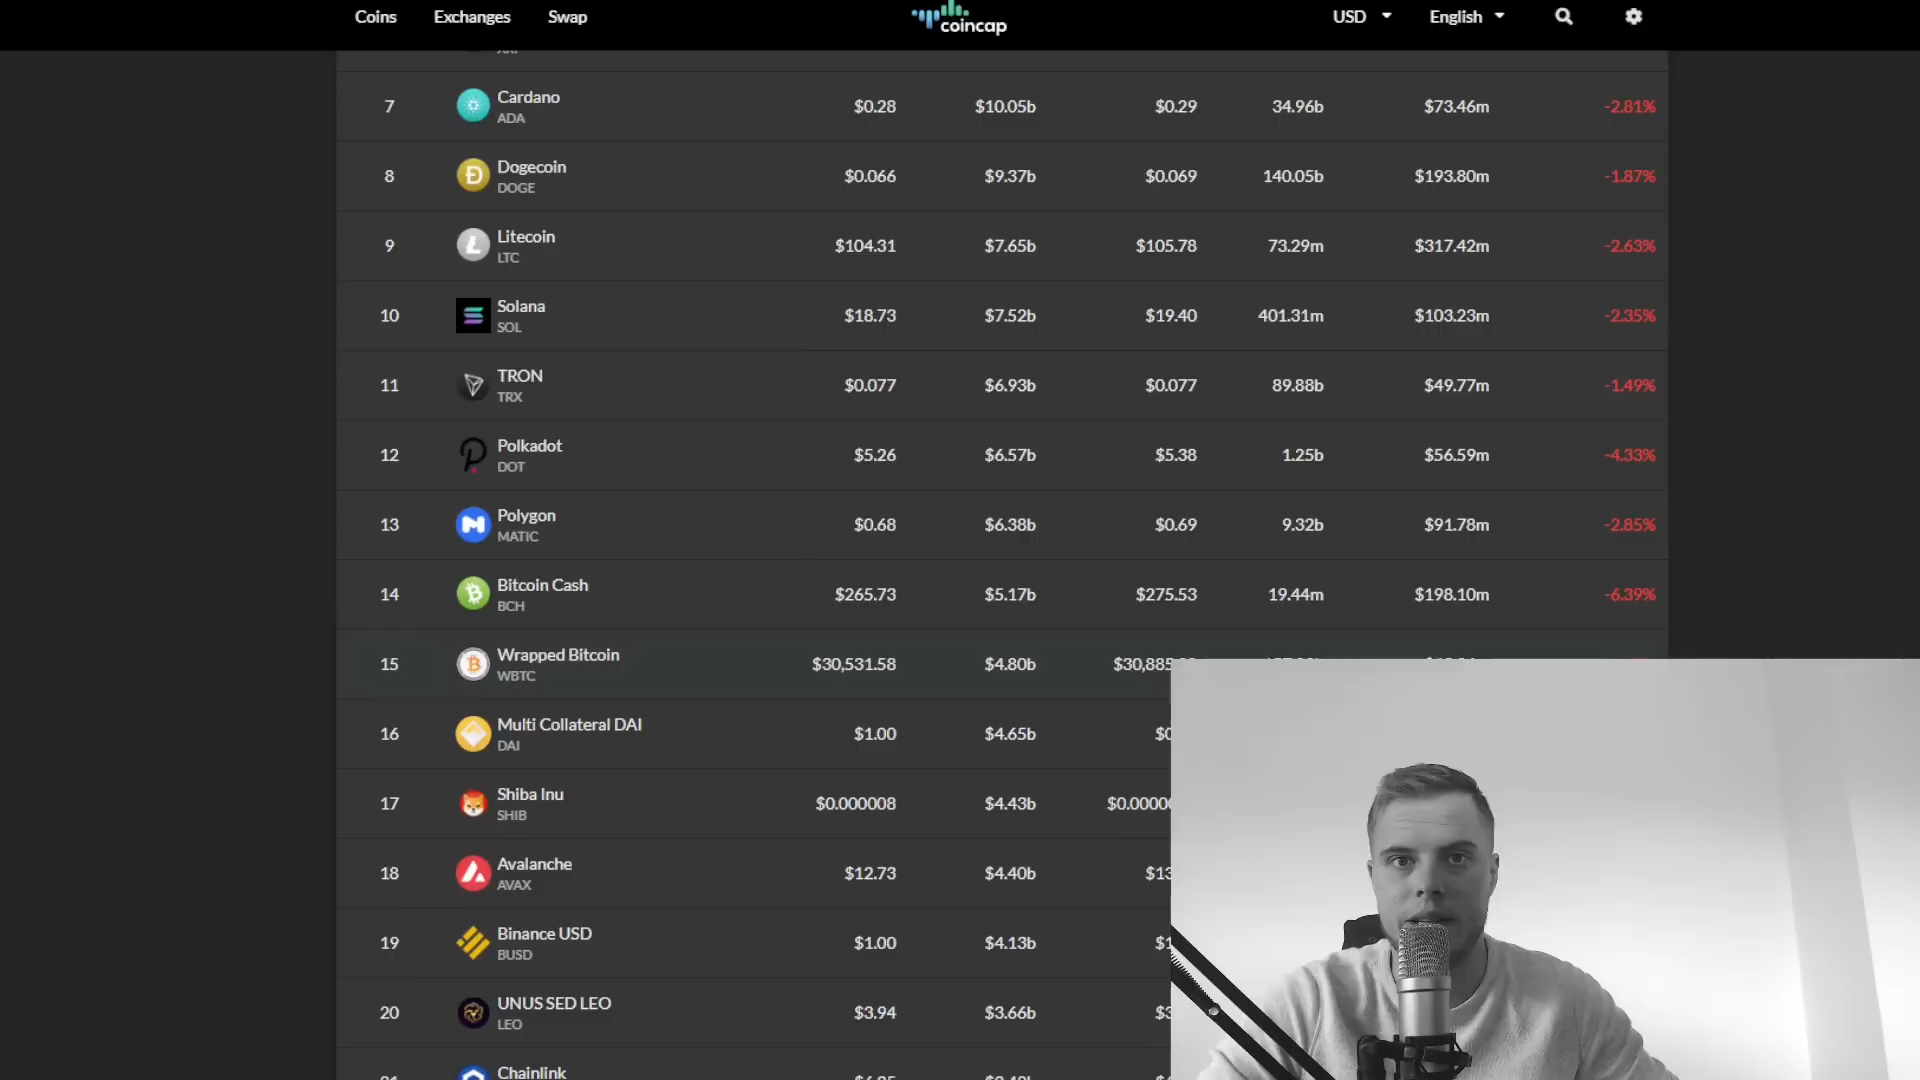 Coins Exchanges Swap coincap USD English
7 Cardano $0.28 $10.05b $0.29 34.96b $73.46m -2.81%
ADA
8 Dogecoin $0.066 $9.37b $0.069 140.05b $193.80m -1.87%
DOGE
9 Litecoin $104.31 $7.65b $105.78 73.29m $317.42m -2.63%
LTC
10 Solana $18.73 $7.52b $19.40 401.31m $103.23m -2.35%
SOL
11 TRON $0.077 $6.93b $0.077 89.88b $49.77m -1.49%
TRX
12 Polkadot $5.26 $6.57b $5.38 1.25b $56.59m -4.33%
DOT
13 Polygon $0.68 $6.38b $0.69 9.32b $91.78m -2.85%
MATIC
14 Bitcoin Cash $265.73 $5.17b $275.53 19.44m $198.10m -6.39%
BCH
15 Wrapped Bitcoin $30,531.58 $4.80b $30,885
WBTC
16 Multi Collateral DAI $1.00 $4.65b $0
DAI
17 Shiba Inu $0.000008 $4.43b $0.0000
SHIB
18 Avalanche $12.73 $4.40b $13
AVAX
19 Binance USD $1.00 $4.13b $1
BUSD
20 UNUS SED LEO $3.94 $3.66b $3
LEO
Chainlink